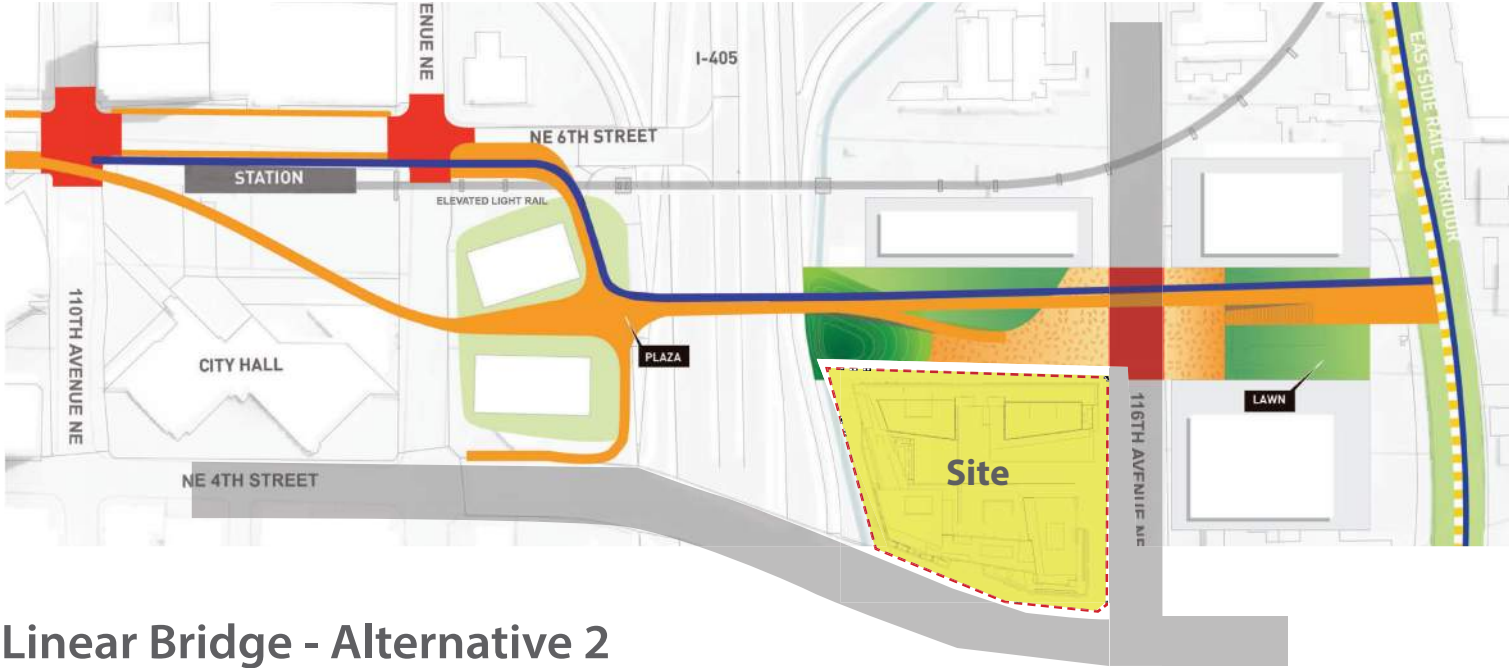 ENUE NE
I-405
NE 6TH STREET
STATION
ELEVATED LIGHT RAIL
EASTSIDE RAIL CORRIDOR
110TH AVENUE NE
CITY HALL
PLAZA
LAWN
116TH AVENUE NE
Site
NE 4TH STREET
Linear Bridge - Alternative 2